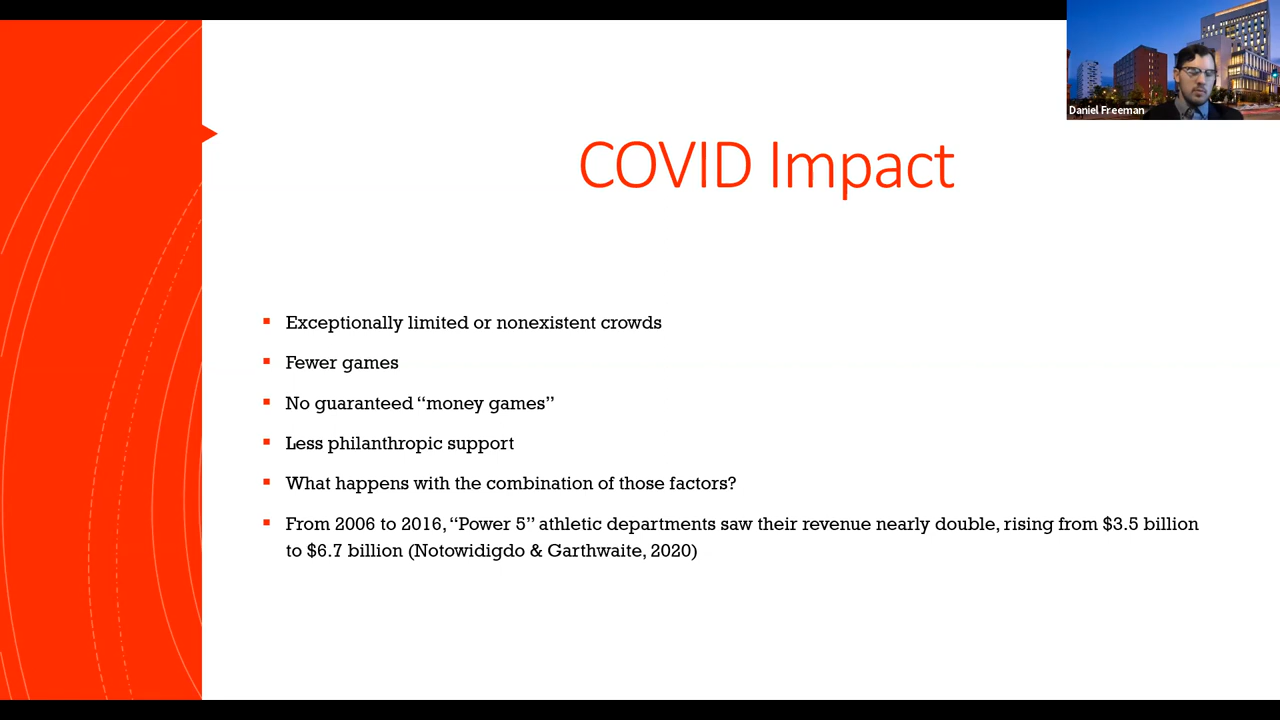 Daniel Freeman
COVID Impact
Exceptionally limited or nonexistent crowds
Fewer games
No guaranteed “money games”
Less philanthropic support
What happens with the combination of those factors?
From 2006 to 2016, “Power 5” athletic departments saw their revenue nearly double, rising from $3.5 billion
to $6.7 billion (Notowidigdo & Garthwaite, 2020)